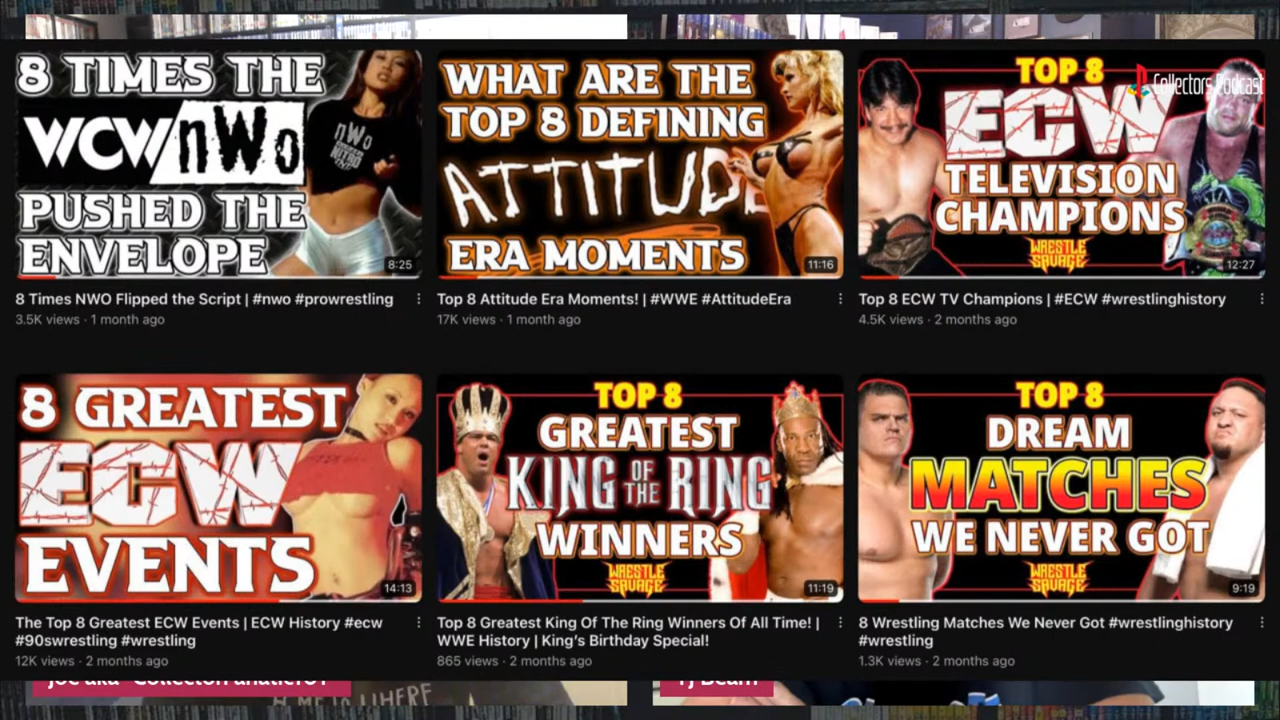 8 TIMES THE
WCW/nWo
PUSHED THE
ENVELOPE
nWo
NITRO
8:25
8 Times NWO Flipped the Script | #nwo #prowrestling
3.5K views · 1 month ago
WHAT ARE THE
TOP 8 DEFINING
ATTITUDE
ERA MOMENTS
11:16
Top 8 Attitude Era Moments! | #WWE #AttitudeEra
17K views · 1 month ago
TOP 8
ECW
TELEVISION
CHAMPIONS
WRESTLE
SAVAGE
12:27
Collectors Podcast
Top 8 ECW TV Champions | #ECW #wrestlinghistory
4.5K views · 2 months ago
8 GREATEST
ECW
EVENTS
14:13
The Top 8 Greatest ECW Events | ECW History #ecw
#90swrestling #wrestling
12K views · 2 months ago
TOP 8
GREATEST
KING OF THE RING
WINNERS
WRESTLE
SAVAGE
11:19
Top 8 Greatest King Of The Ring Winners Of All Time! |
WWE History | King's Birthday Special!
865 views · 2 months ago
TOP 8
DREAM
MATCHES
WE NEVER GOT
WRESTLE
SAVAGE
9:19
8 Wrestling Matches We Never Got #wrestlinghistory
#wrestling
1.3K views · 2 months ago